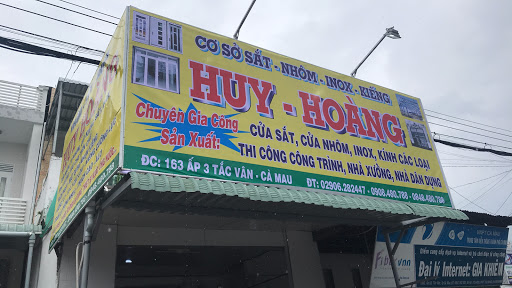 CƠ SỞ SẮT - NHÔM - INOX - KIẾNG
HUY - HOÀNG
Chuyên Gia Công
Sản Xuất:
CỬA SẮT, CỬA NHÔM, INOX, KÍNH CÁC LOẠI
THI CÔNG CÔNG TRÌNH, NHÀ XƯỞNG, NHÀ DÂN DỤNG
ĐC: 163 ẤP 3 TẮC VÂN - CÀ MAU ĐT: 02906.282447 - 0908.480.788 - 0948.480.788
Đại lý Internet: GIA KHIÊM